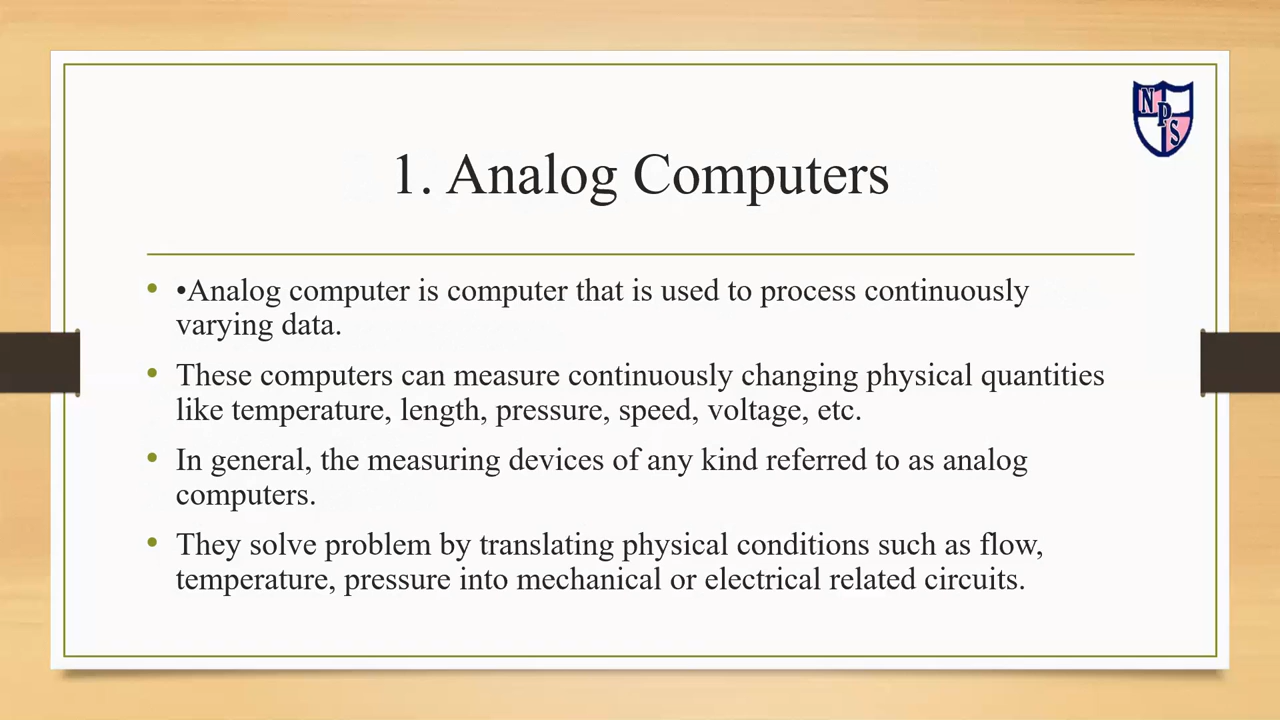 N
P
S
1. Analog Computers
• •Analog computer is computer that is used to process continuously
varying data.
• These computers can measure continuously changing physical quantities
like temperature, length, pressure, speed, voltage, etc.
• In general, the measuring devices of any kind referred to as analog
computers.
• They solve problem by translating physical conditions such as flow,
temperature, pressure into mechanical or electrical related circuits.